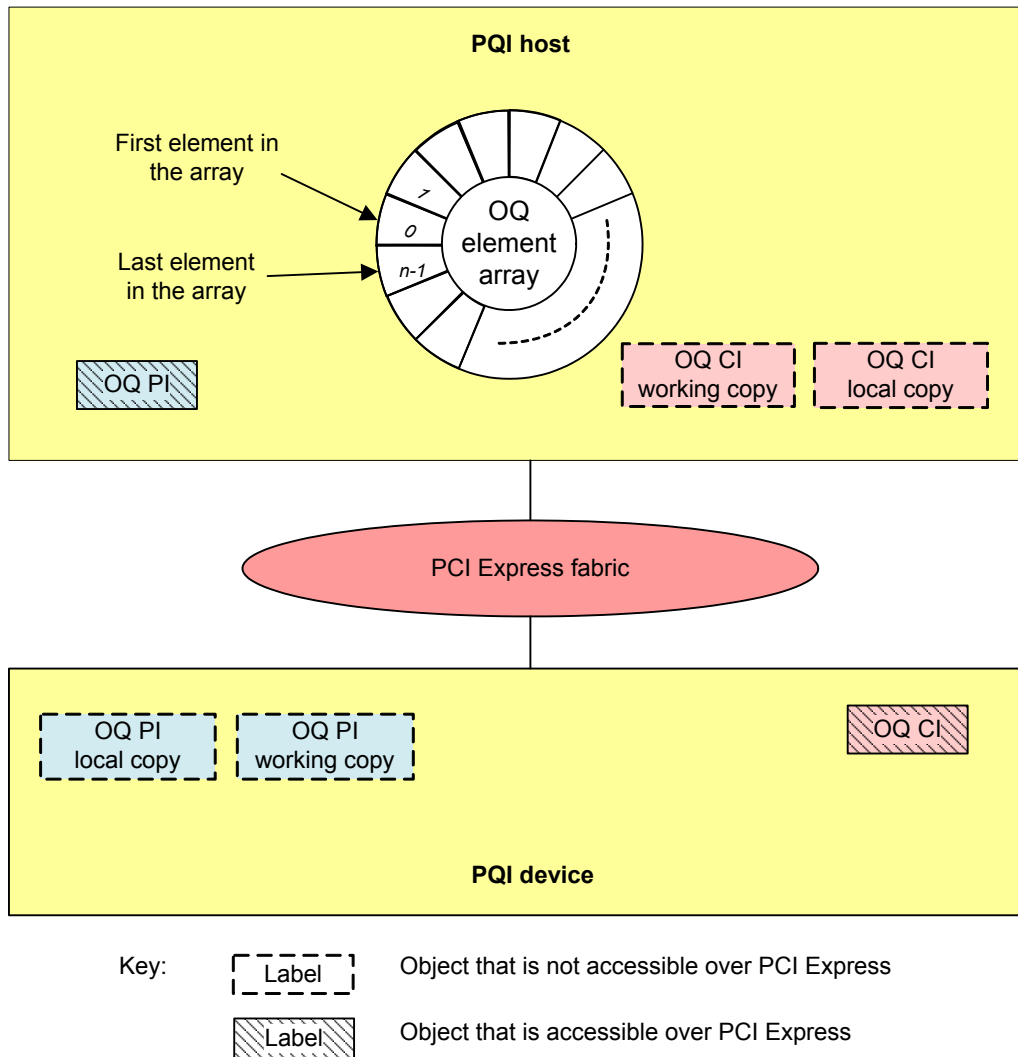 PQI host
First element in
the array
1
0
n-1
OQ
element
array
Last element
in the array
OQ PI
OQ CI
working copy
OQ CI
local copy
PCI Express fabric
OQ PI
local copy
OQ PI
working copy
OQ CI
PQI device
Key:
Label
Object that is not accessible over PCI Express
Label
Object that is accessible over PCI Express